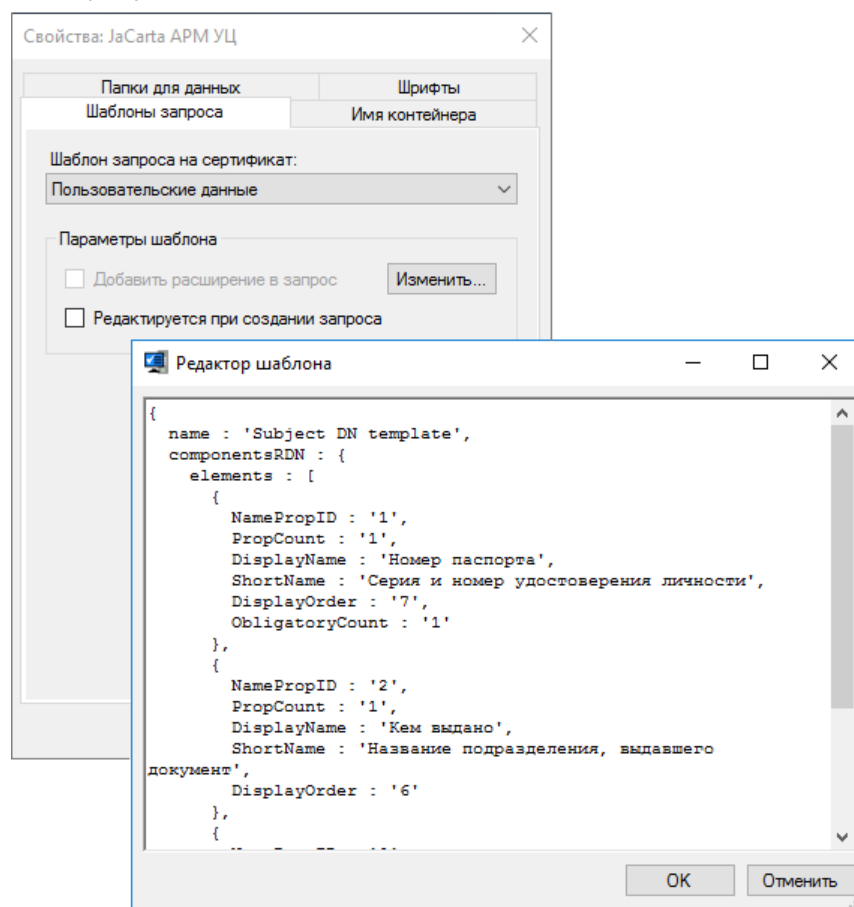 Свойства: JaCarta АРМ УЦ
Папки для данных
Шрифты
Шаблоны запроса
Имя контейнера
Шаблон запроса на сертификат:
Пользовательские данные
Параметры шаблона
Добавить расширение в запрос
Изменить...
Редактируется при создании запроса
Редактор шаблона
{
name : 'Subject DN template',
componentsRDN : {
elements : [
{
NamePropID : '1',
PropCount : '1',
DisplayName : 'Номер паспорта',
ShortName : 'Серия и номер удостоверения личности',
DisplayOrder : '7',
ObligatoryCount : '1'
},
{
NamePropID : '2',
PropCount : '1',
DisplayName : 'Кем выдано',
ShortName : 'Название подразделения, выдавшего
документ',
DisplayOrder : '6'
},
{
OK
Отменить